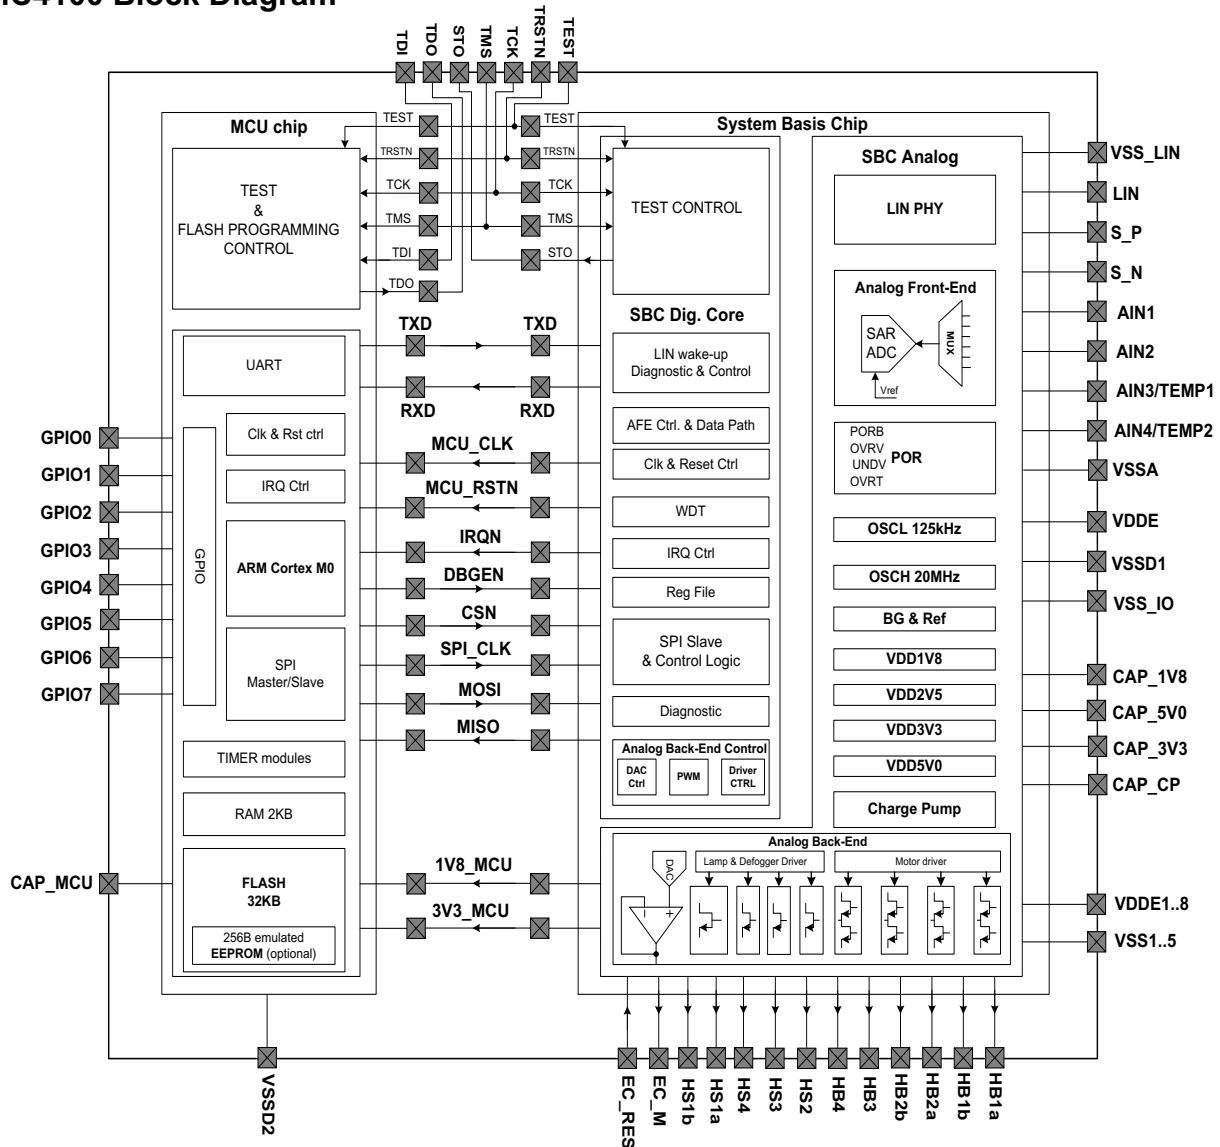 Block Diagram
TDI
TDO
STO
TMS
TCK
TRSTN
TEST
MCU chip
TEST
TEST
System Basis Chip
TRSTN
TRSTN
TCK
TCK
TMS
TMS
TDI
STO
TDO
TEST
&
FLASH PROGRAMMING
CONTROL
TEST CONTROL
SBC Analog
LIN PHY
Analog Front-End
SAR
ADC
MUX
Vref
PORB
OVRV
UNDV
OVRT
POR
OSCL 125kHz
OSCH 20MHz
BG & Ref
VDD1V8
VDD2V5
VDD3V3
VDD5V0
Charge Pump
SBC Dig. Core
LIN wake-up
Diagnostic & Control
AFE Ctrl. & Data Path
Clk & Reset Ctrl
WDT
IRQ Ctrl
Reg File
SPI Slave
& Control Logic
Diagnostic
Analog Back-End Control
DAC
Ctrl
PWM
Driver
CTRL
UART
Clk & Rst ctrl
IRQ Ctrl
GPIO
ARM Cortex M0
SPI
Master/Slave
TIMER modules
RAM 2KB
FLASH
32KB
256B emulated
EEPROM (optional)
TXD
TXD
RXD
RXD
MCU_CLK
MCU_RSTN
IRQN
DBGEN
CSN
SPI_CLK
MOSI
MISO
1V8_MCU
3V3_MCU
Analog Back-End
DAC
Lamp & Defogger Driver
Motor driver
GPIO0
GPIO1
GPIO2
GPIO3
GPIO4
GPIO5
GPIO6
GPIO7
CAP_MCU
VSS_LIN
LIN
S_P
S_N
AIN1
AIN2
AIN3/TEMP1
AIN4/TEMP2
VSSA
VDDE
VSSD1
VSS_IO
CAP_1V8
CAP_5V0
CAP_3V3
CAP_CP
VDDE1..8
VSS1..5
VSSD2
EC_RES
EC_M
HS1b
HS1a
HS4
HS3
HS2
HB4
HB3
HB2b
HB2a
HB1b
HB1a